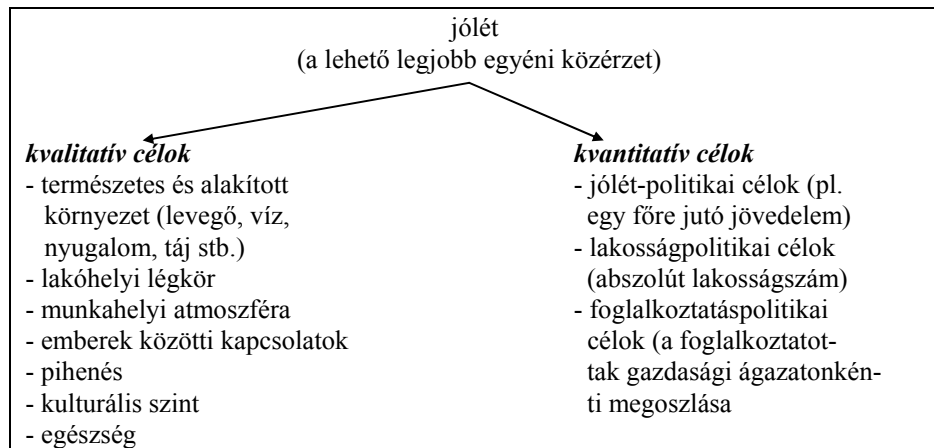 jólét
(a lehető legjobb egyéni közérzet)
kvalitatív célok
- természetes és alakított
környezet (levegő, víz,
nyugalom, táj stb.)
- lakóhelyi légkör
- munkahelyi atmoszféra
- emberek közötti kapcsolatok
- pihenés
- kulturális szint
- egészség
kvantitatív célok
- jólét-politikai célok (pl.
egy főre jutó jövedelem)
- lakosságpolitikai célok
(abszolút lakosságszám)
- foglalkoztatáspolitikai
célok (a foglalkoztatot-
tak gazdasági ágazatonkén-
ti megoszlása